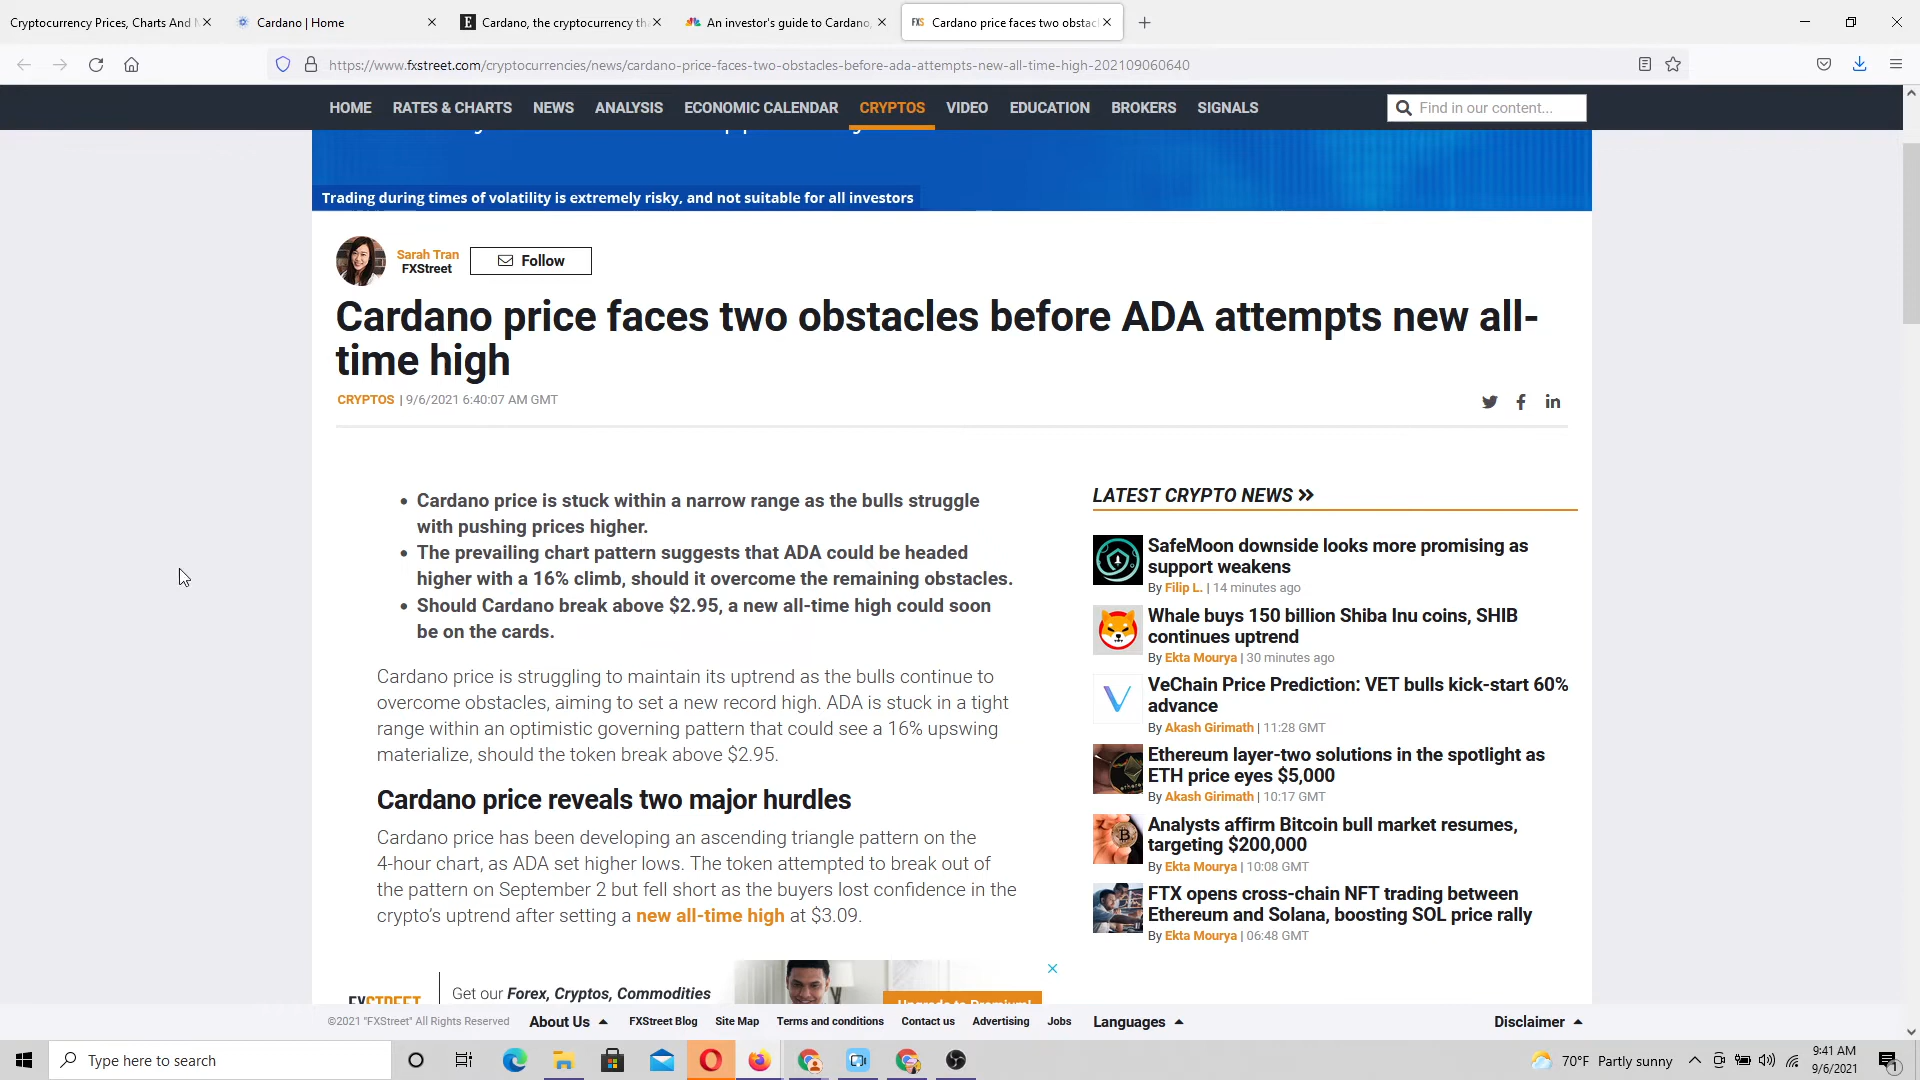 Cryptocurrency Prices, Charts And M
Cardano | Home
Cardano, the cryptocurrency th
An investor's guide to Cardano,
Cardano price faces two obstac
https://www.fxstreet.com/cryptocurrencies/news/cardano-price-faces-two-obstacles-before-ada-attempts-new-all-time-high-202109060640
HOME RATES & CHARTS NEWS ANALYSIS ECONOMIC CALENDAR CRYPTOS VIDEO EDUCATION BROKERS SIGNALS
Find in our content...
Trading during times of volatility is extremely risky, and not suitable for all investors
Sarah Tran
FXStreet
Follow
Cardano price faces two obstacles before ADA attempts new all-
time high
CRYPTOS | 9/6/2021 6:40:07 AM GMT
• Cardano price is stuck within a narrow range as the bulls struggle
with pushing prices higher.
• The prevailing chart pattern suggests that ADA could be headed
higher with a 16% climb, should it overcome the remaining obstacles.
• Should Cardano break above $2.95, a new all-time high could soon
be on the cards.
Cardano price is struggling to maintain its uptrend as the bulls continue to
overcome obstacles, aiming to set a new record high. ADA is stuck in a tight
range within an optimistic governing pattern that could see a 16% upswing
materialize, should the token break above $2.95.
Cardano price reveals two major hurdles
Cardano price has been developing an ascending triangle pattern on the
4-hour chart, as ADA set higher lows. The token attempted to break out of
the pattern on September 2 but fell short as the buyers lost confidence in the
crypto's uptrend after setting a new all-time high at $3.09.
LATEST CRYPTO NEWS
SafeMoon downside looks more promising as
support weakens
By Filip L. | 14 minutes ago
Whale buys 150 billion Shiba Inu coins, SHIB
continues uptrend
By Ekta Mourya | 30 minutes ago
VeChain Price Prediction: VET bulls kick-start 60%
advance
By Akash Girimath | 11:28 GMT
Ethereum layer-two solutions in the spotlight as
ETH price eyes $5,000
By Akash Girimath | 10:17 GMT
Analysts affirm Bitcoin bull market resumes,
targeting $200,000
By Ekta Mourya | 10:08 GMT
FTX opens cross-chain NFT trading between
Ethereum and Solana, boosting SOL price rally
By Ekta Mourya | 06:48 GMT
FXSTREET
Get our Forex, Cryptos, Commodities
Upgrade to Premium!
©2021 "FXStreet" All Rights Reserved About Us FXStreet Blog Site Map Terms and conditions Contact us Advertising Jobs Languages Disclaimer
Type here to search
70°F Partly sunny
9:41 AM
9/6/2021
1